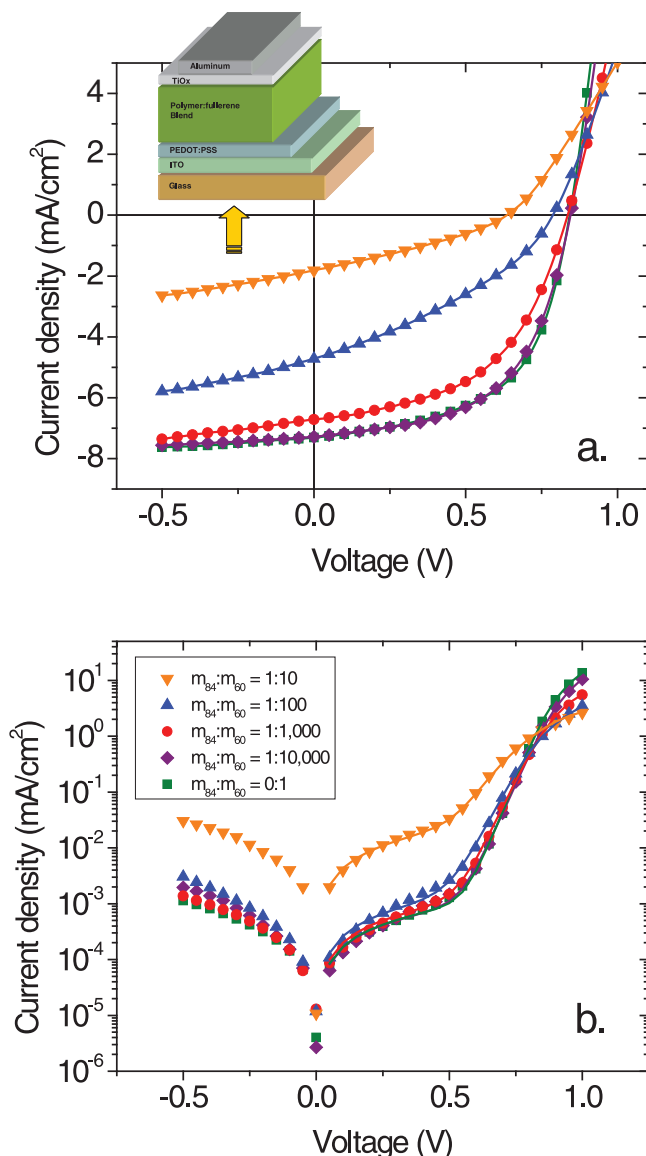 Aluminum
TiOx
Polymer:fullerene
Blend
PEDOT:PSS
ITO
Glass
4
2
0
-2
-4
-6
-8
Current density (mA/cm²)
a.
-0.5
0.0
0.5
1.0
Voltage (V)
m₈₄:m₆₀ = 1:10
m₈₄:m₆₀ = 1:100
m₈₄:m₆₀ = 1:1,000
m₈₄:m₆₀ = 1:10,000
m₈₄:m₆₀ = 0:1
10¹
10⁰
10⁻¹
10⁻²
10⁻³
10⁻⁴
10⁻⁵
10⁻⁶
Current density (mA/cm²)
b.
-0.5
0.0
0.5
1.0
Voltage (V)